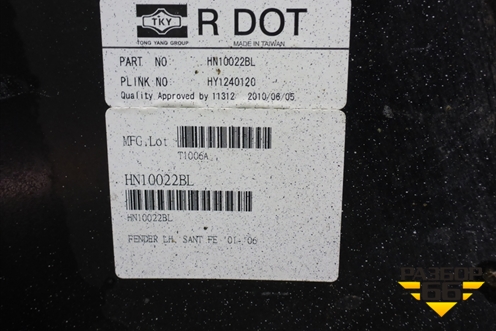 TKY
R DOT
TONG YANG GROUP
MADE IN TAIWAN
PART NO HN10022BL
PLINK NO HY1240120
Quality Approved by 11312 2010/06/05
MFG.Lot
T1006A
HN10022BL
HN10022BL
FENDER LH. SANT FE '01-'06
РАЗБОР
66